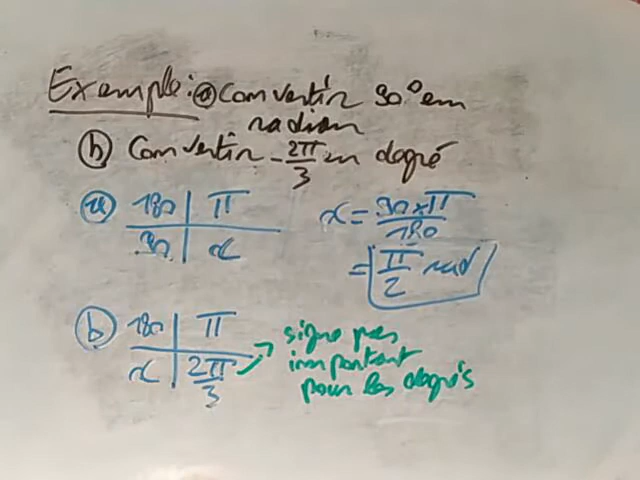 Exemple: a) Convertir 90° en
radian
b) Convertir -2π/3 en degré
a) 180 | π
90 | x
x = 90×π/180
= π/2 rad
b) 180 | π
x | 2π/3
signe pas
important
pour les degrés